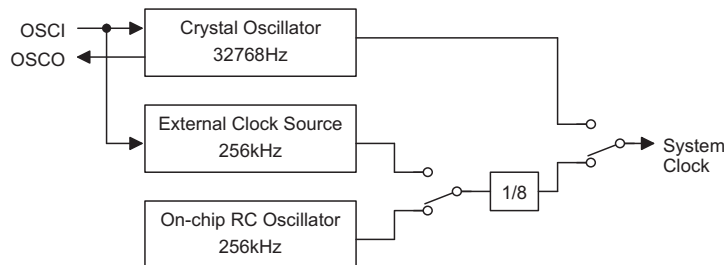 OSCI
OSCO
Crystal Oscillator
32768Hz
External Clock Source
256kHz
On-chip RC Oscillator
256kHz
1/8
System
Clock